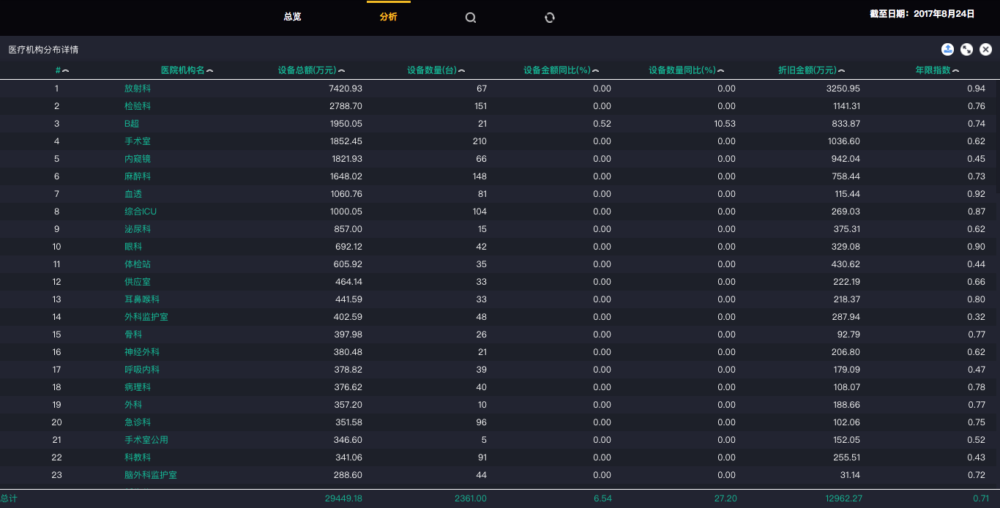 总览 分析 截至日期：2017年8月24日
医疗机构分布详情
# 医院机构名 设备总额(万元) 设备数量(台) 设备金额同比(%) 设备数量同比(%) 折旧金额(万元) 年限指数
1 放射科 7420.93 67 0.00 0.00 3250.95 0.94
2 检验科 2788.70 151 0.00 0.00 1141.31 0.76
3 B超 1950.05 21 0.52 10.53 833.87 0.74
4 手术室 1852.45 210 0.00 0.00 1036.60 0.62
5 内窥镜 1821.93 66 0.00 0.00 942.04 0.45
6 麻醉科 1648.02 148 0.00 0.00 758.44 0.73
7 血透 1060.76 81 0.00 0.00 115.44 0.92
8 综合ICU 1000.05 104 0.00 0.00 269.03 0.87
9 泌尿科 857.00 15 0.00 0.00 375.31 0.62
10 眼科 692.12 42 0.00 0.00 329.08 0.90
11 体检站 605.92 35 0.00 0.00 430.62 0.44
12 供应室 464.14 33 0.00 0.00 222.19 0.66
13 耳鼻喉科 441.59 33 0.00 0.00 218.37 0.80
14 外科监护室 402.59 48 0.00 0.00 287.94 0.32
15 骨科 397.98 26 0.00 0.00 92.79 0.77
16 神经外科 380.48 21 0.00 0.00 206.80 0.62
17 呼吸内科 378.82 39 0.00 0.00 179.09 0.47
18 病理科 376.62 40 0.00 0.00 108.07 0.78
19 外科 357.20 10 0.00 0.00 188.66 0.77
20 急诊科 351.58 96 0.00 0.00 102.06 0.75
21 手术室公用 346.60 5 0.00 0.00 152.05 0.52
22 科教科 341.06 91 0.00 0.00 255.51 0.43
23 脑外科监护室 288.60 44 0.00 0.00 31.14 0.72
总计 29449.18 2361.00 6.54 27.20 12962.27 0.71